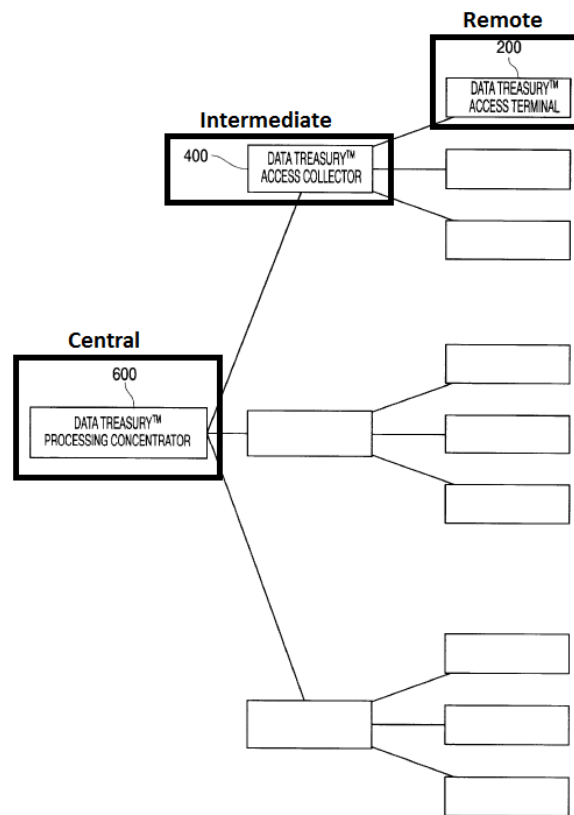 Remote
200
DATA TREASURY™
ACCESS TERMINAL
Intermediate
400
DATA TREASURY™
ACCESS COLLECTOR
Central
600
DATA TREASURY™
PROCESSING CONCENTRATOR